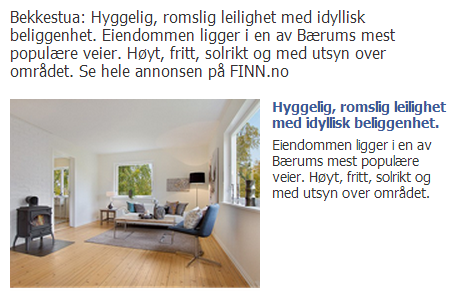 Bekkestua: Hyggelig, romslig leilighet med idyllisk
beliggenhet. Eiendommen ligger i en av Bærums mest
populære veier. Høyt, fritt, solrikt og med utsyn over
området. Se hele annonsen på FINN.no
Hyggelig, romslig leilighet
med idyllisk beliggenhet.
Eiendommen ligger i en av
Bærums mest populære
veier. Høyt, fritt, solrikt og
med utsyn over området.